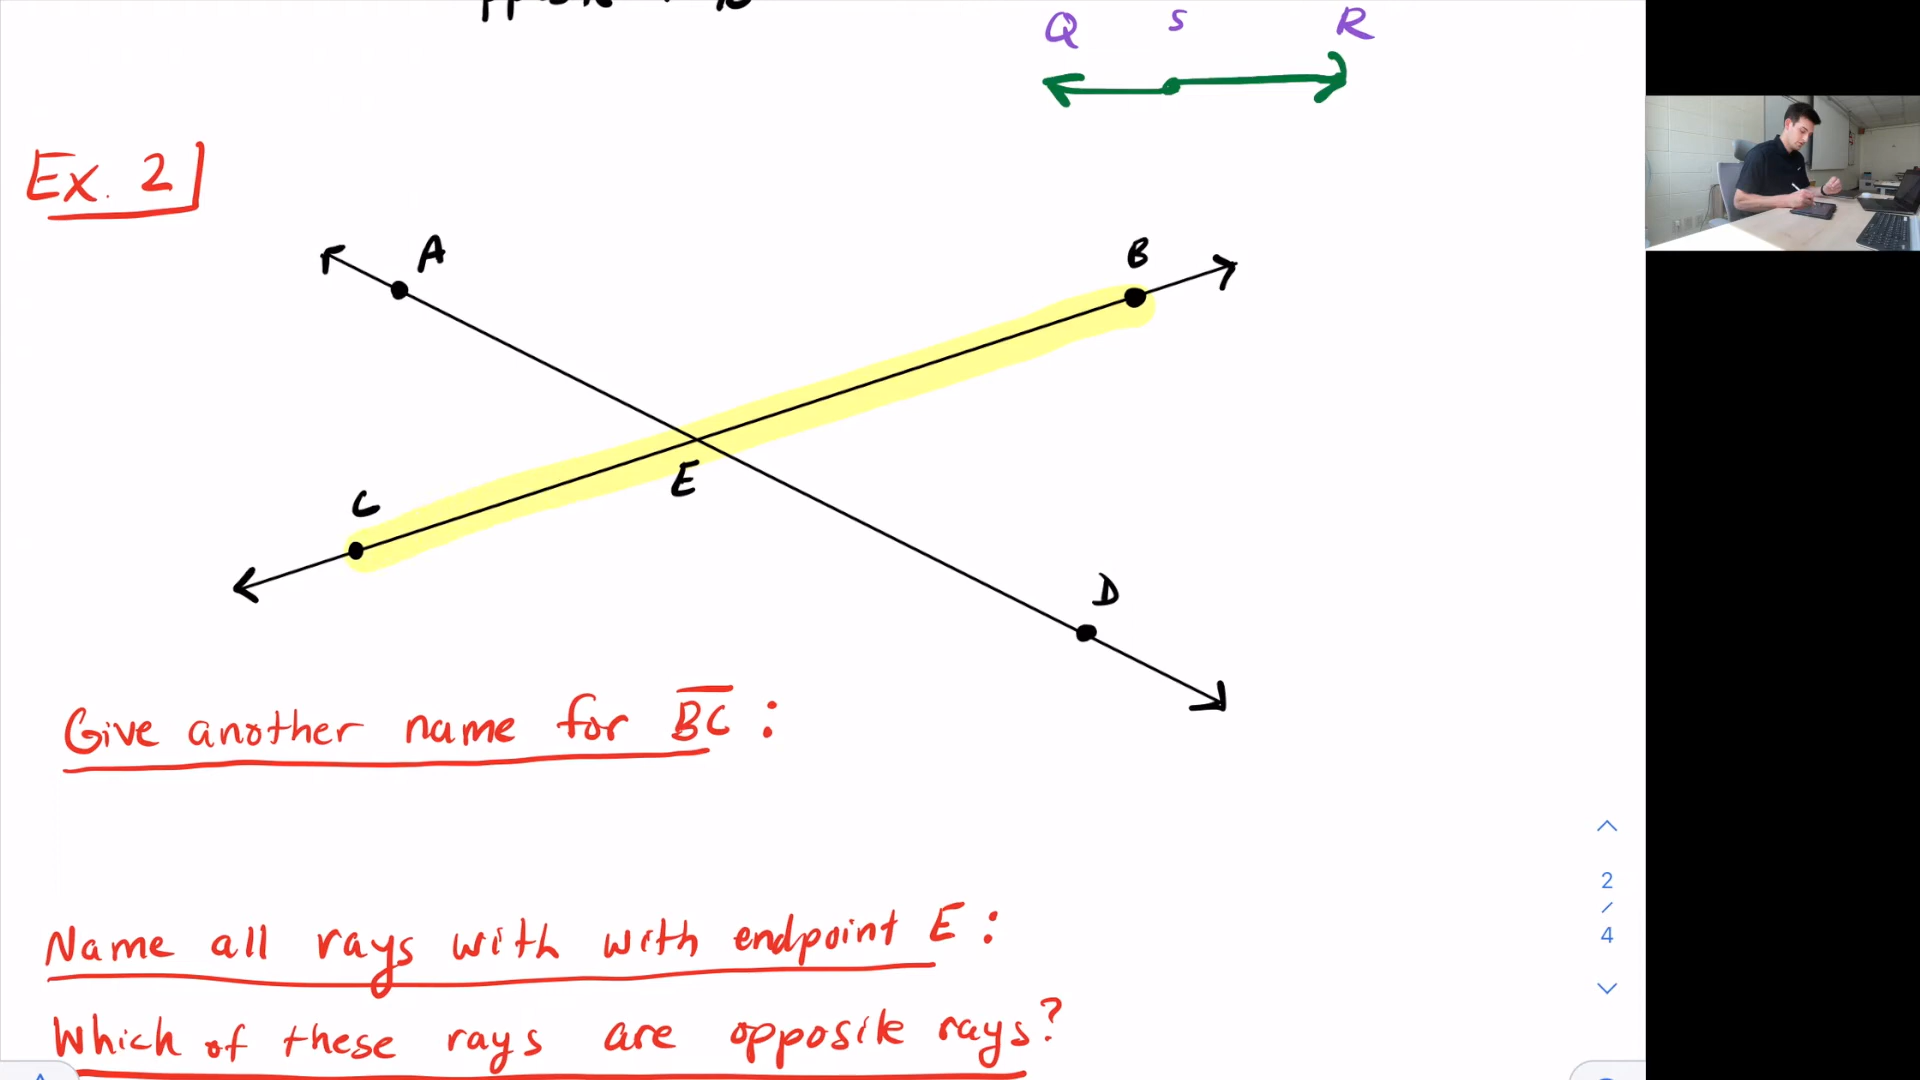 Q S R
Ex. 2
A
B
C
E
D
Give another name for B̅C̅ :
Name all rays with with endpoint E :
Which of these rays are opposite rays?
2
/
4